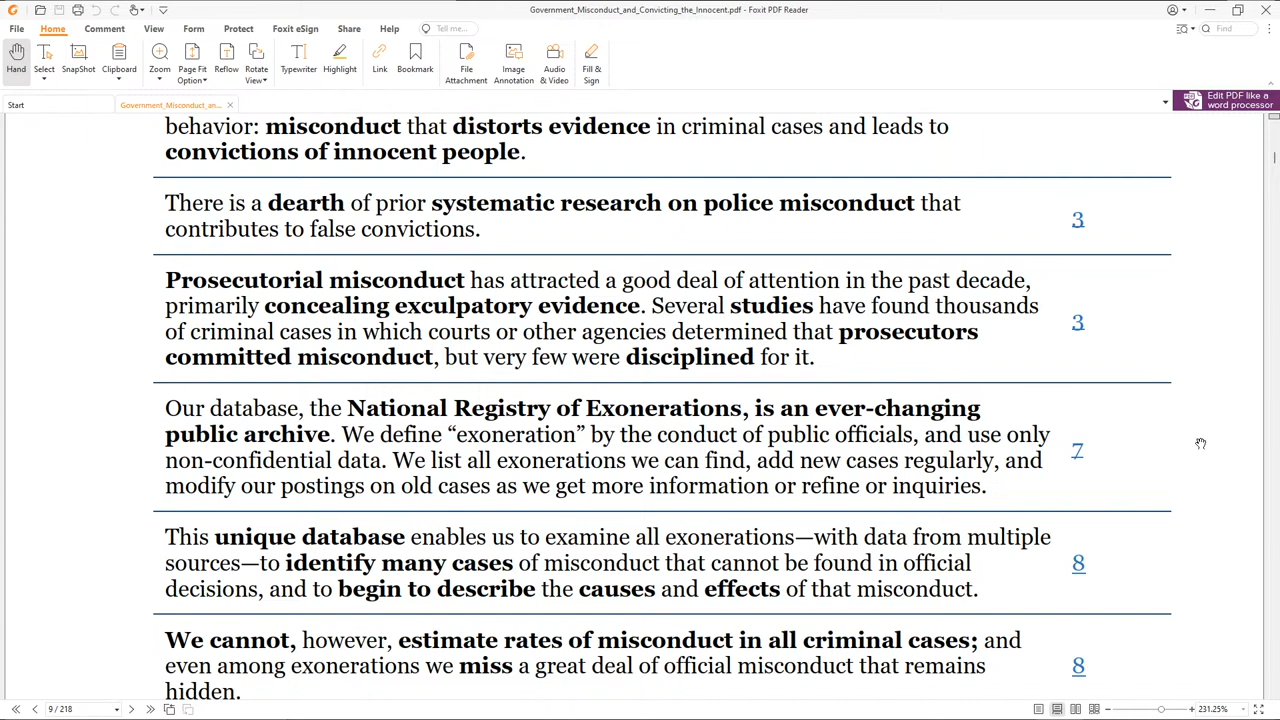 Government_Misconduct_and_Convicting_the_Innocent.pdf - Foxit PDF Reader
File Home Comment View Form Protect Foxit eSign Share Help Tell me... Find
Hand Select SnapShot Clipboard Zoom Page Fit Option Reflow Rotate View Typewriter Highlight Link Bookmark File Attachment Image Annotation Audio & Video Fill & Sign
Start Government_Misconduct_an... Edit PDF like a word processor
behavior: misconduct that distorts evidence in criminal cases and leads to
convictions of innocent people.
There is a dearth of prior systematic research on police misconduct that
contributes to false convictions.
3
Prosecutorial misconduct has attracted a good deal of attention in the past decade,
primarily concealing exculpatory evidence. Several studies have found thousands
of criminal cases in which courts or other agencies determined that prosecutors
committed misconduct, but very few were disciplined for it.
3
Our database, the National Registry of Exonerations, is an ever-changing
public archive. We define “exoneration” by the conduct of public officials, and use only
non-confidential data. We list all exonerations we can find, add new cases regularly, and
modify our postings on old cases as we get more information or refine or inquiries.
7
This unique database enables us to examine all exonerations—with data from multiple
sources—to identify many cases of misconduct that cannot be found in official
decisions, and to begin to describe the causes and effects of that misconduct.
8
We cannot, however, estimate rates of misconduct in all criminal cases; and
even among exonerations we miss a great deal of official misconduct that remains
hidden.
8
9 / 218 231.25%